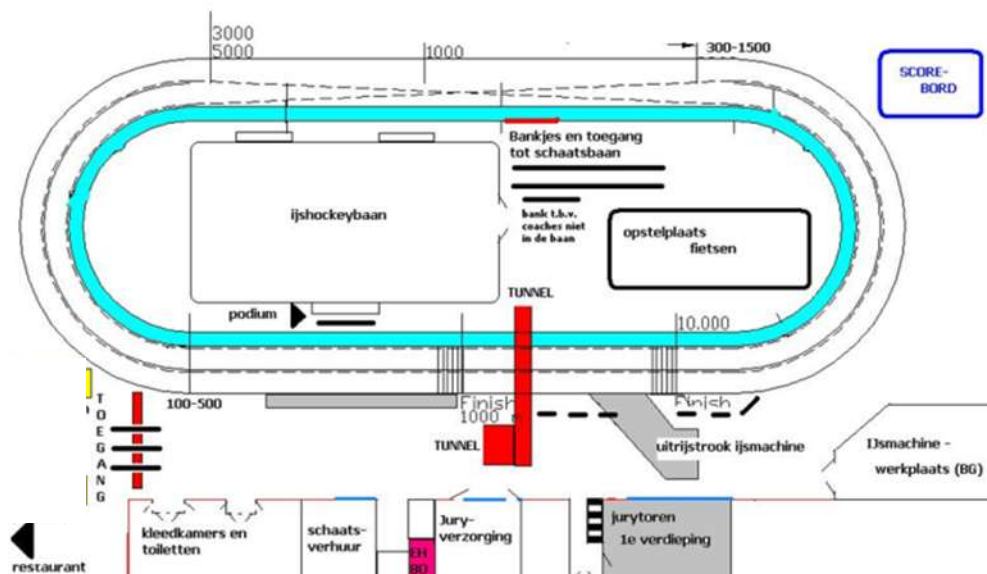 3000
5000
1000
300-1500
SCORE-
BORD
Bankjes en toegang
tot schaatsbaan
ijshockeybaan
bank t.b.v.
coaches niet
in de baan
opstelplaats
fietsen
TUNNEL
podium
10.000
100-500
Finish
1000 m
Finish
TOEGANG
TUNNEL
uitrijstrook ijsmachine
IJsmachine -
werkplaats (BG)
kleedkamers en
toiletten
schaats-
verhuur
EH
BO
Jury-
verzorging
jurytoren
1e verdieping
restaurant